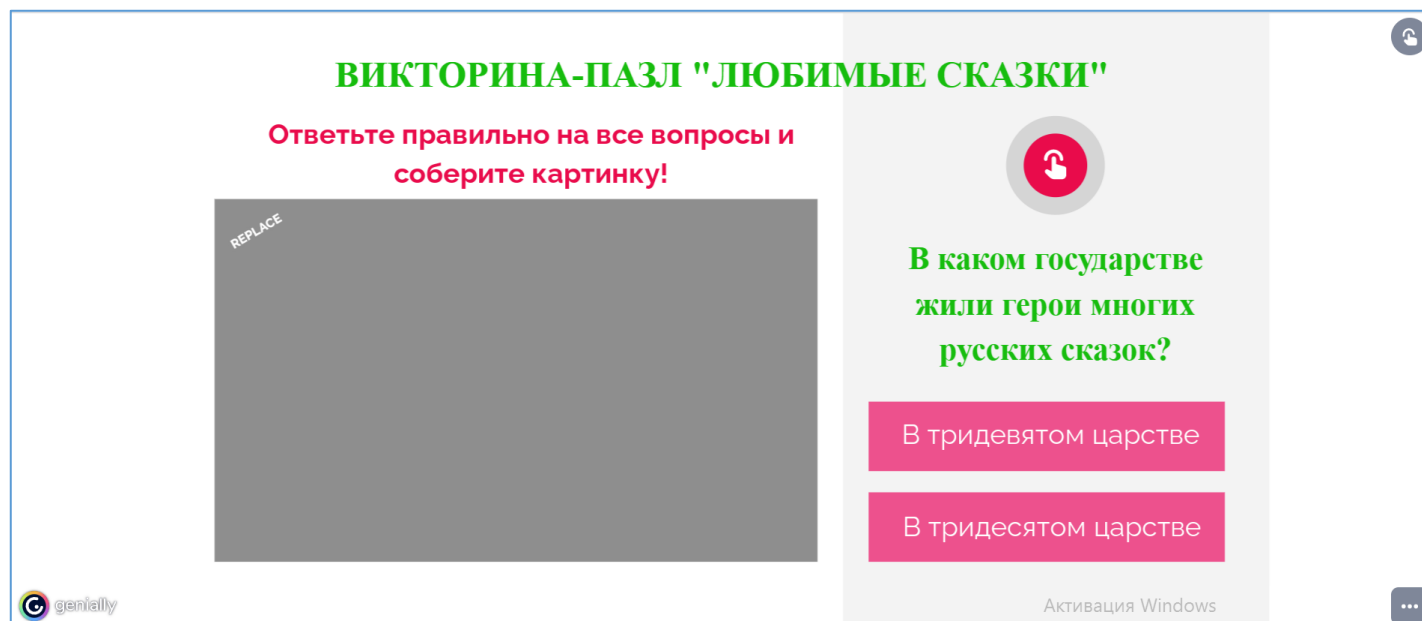 ВИКТОРИНА-ПАЗЛ "ЛЮБИМЫЕ СКАЗКИ"
Ответьте правильно на все вопросы и
соберите картинку!
REPLACE
В каком государстве
жили герои многих
русских сказок?
В тридевятом царстве
В тридесятом царстве
genially
Активация Windows